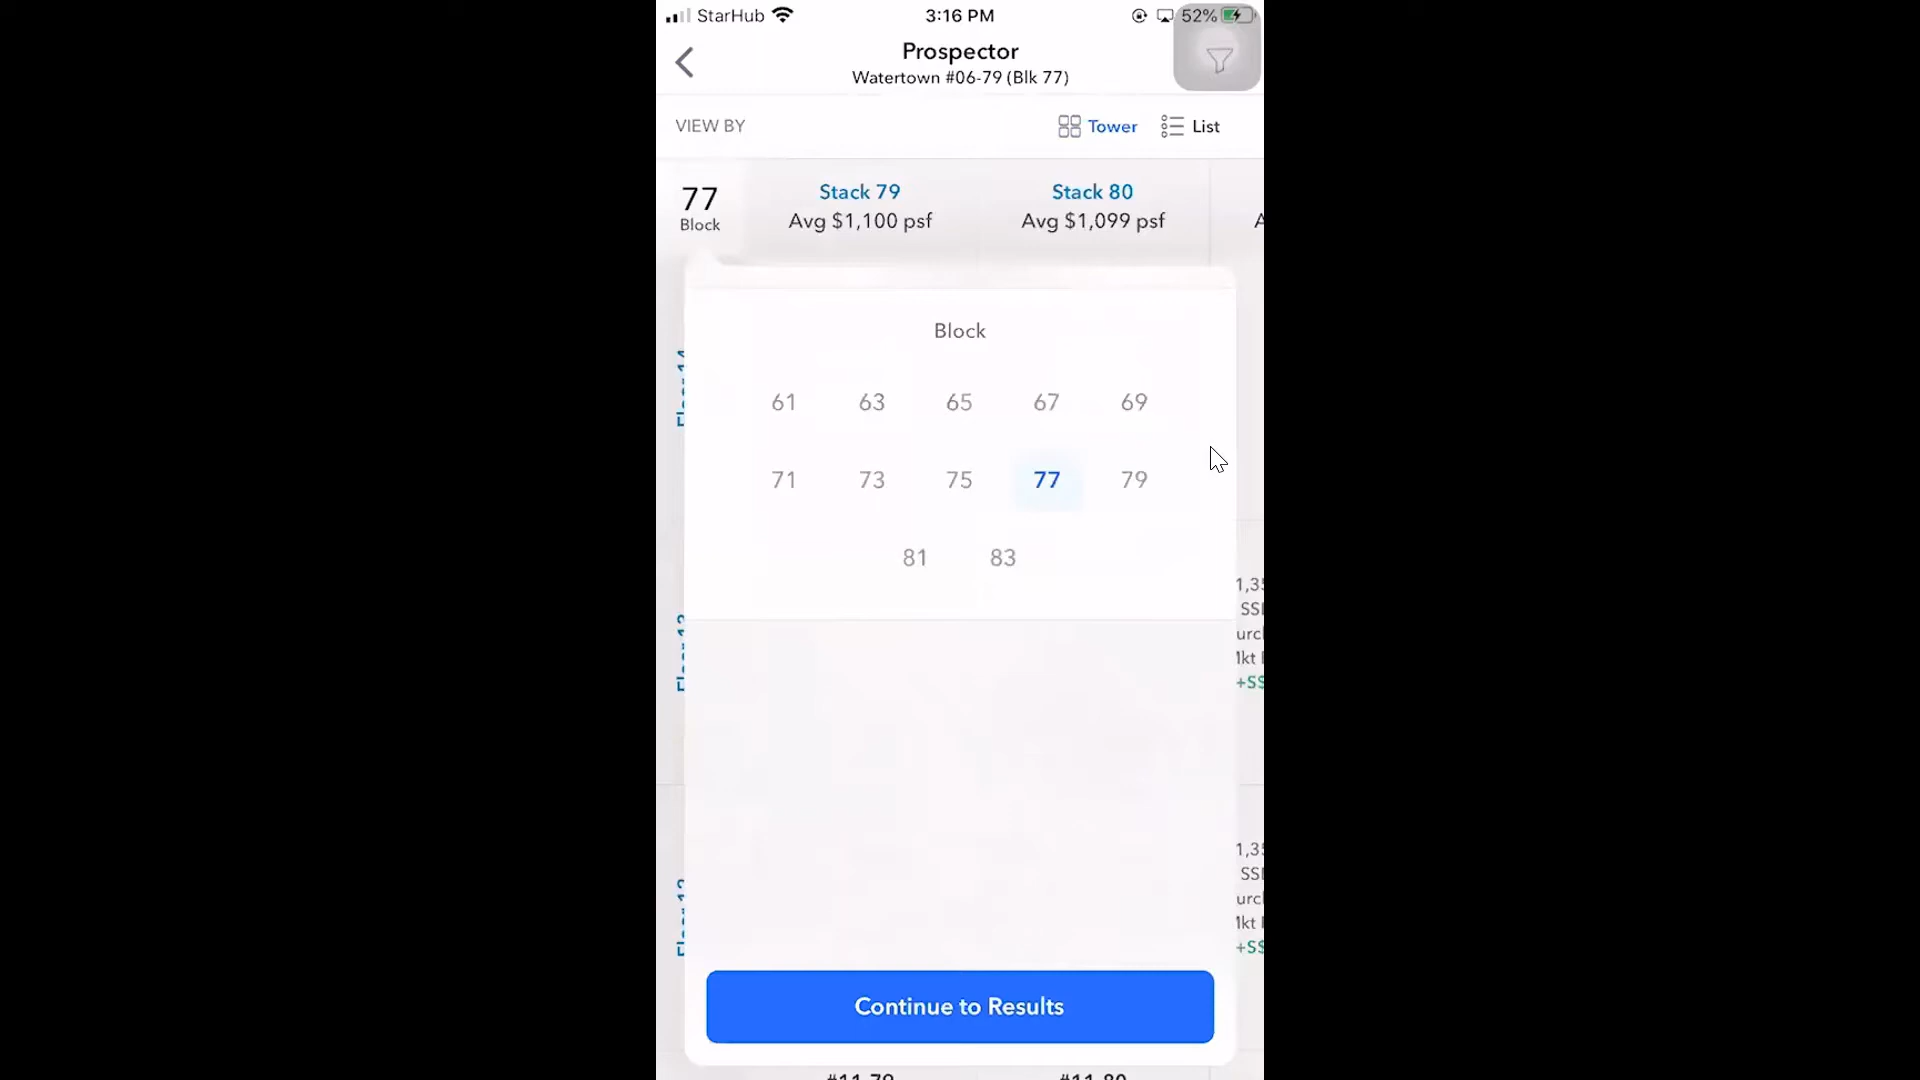 StarHub 3:16 PM 52%
Prospector
Watertown #06-79 (Blk 77)
VIEW BY Tower List
77 Stack 79 Stack 80
Block Avg $1,100 psf Avg $1,099 psf A
Block
61 63 65 67 69
71 73 75 77 79
81 83
Continue to Results